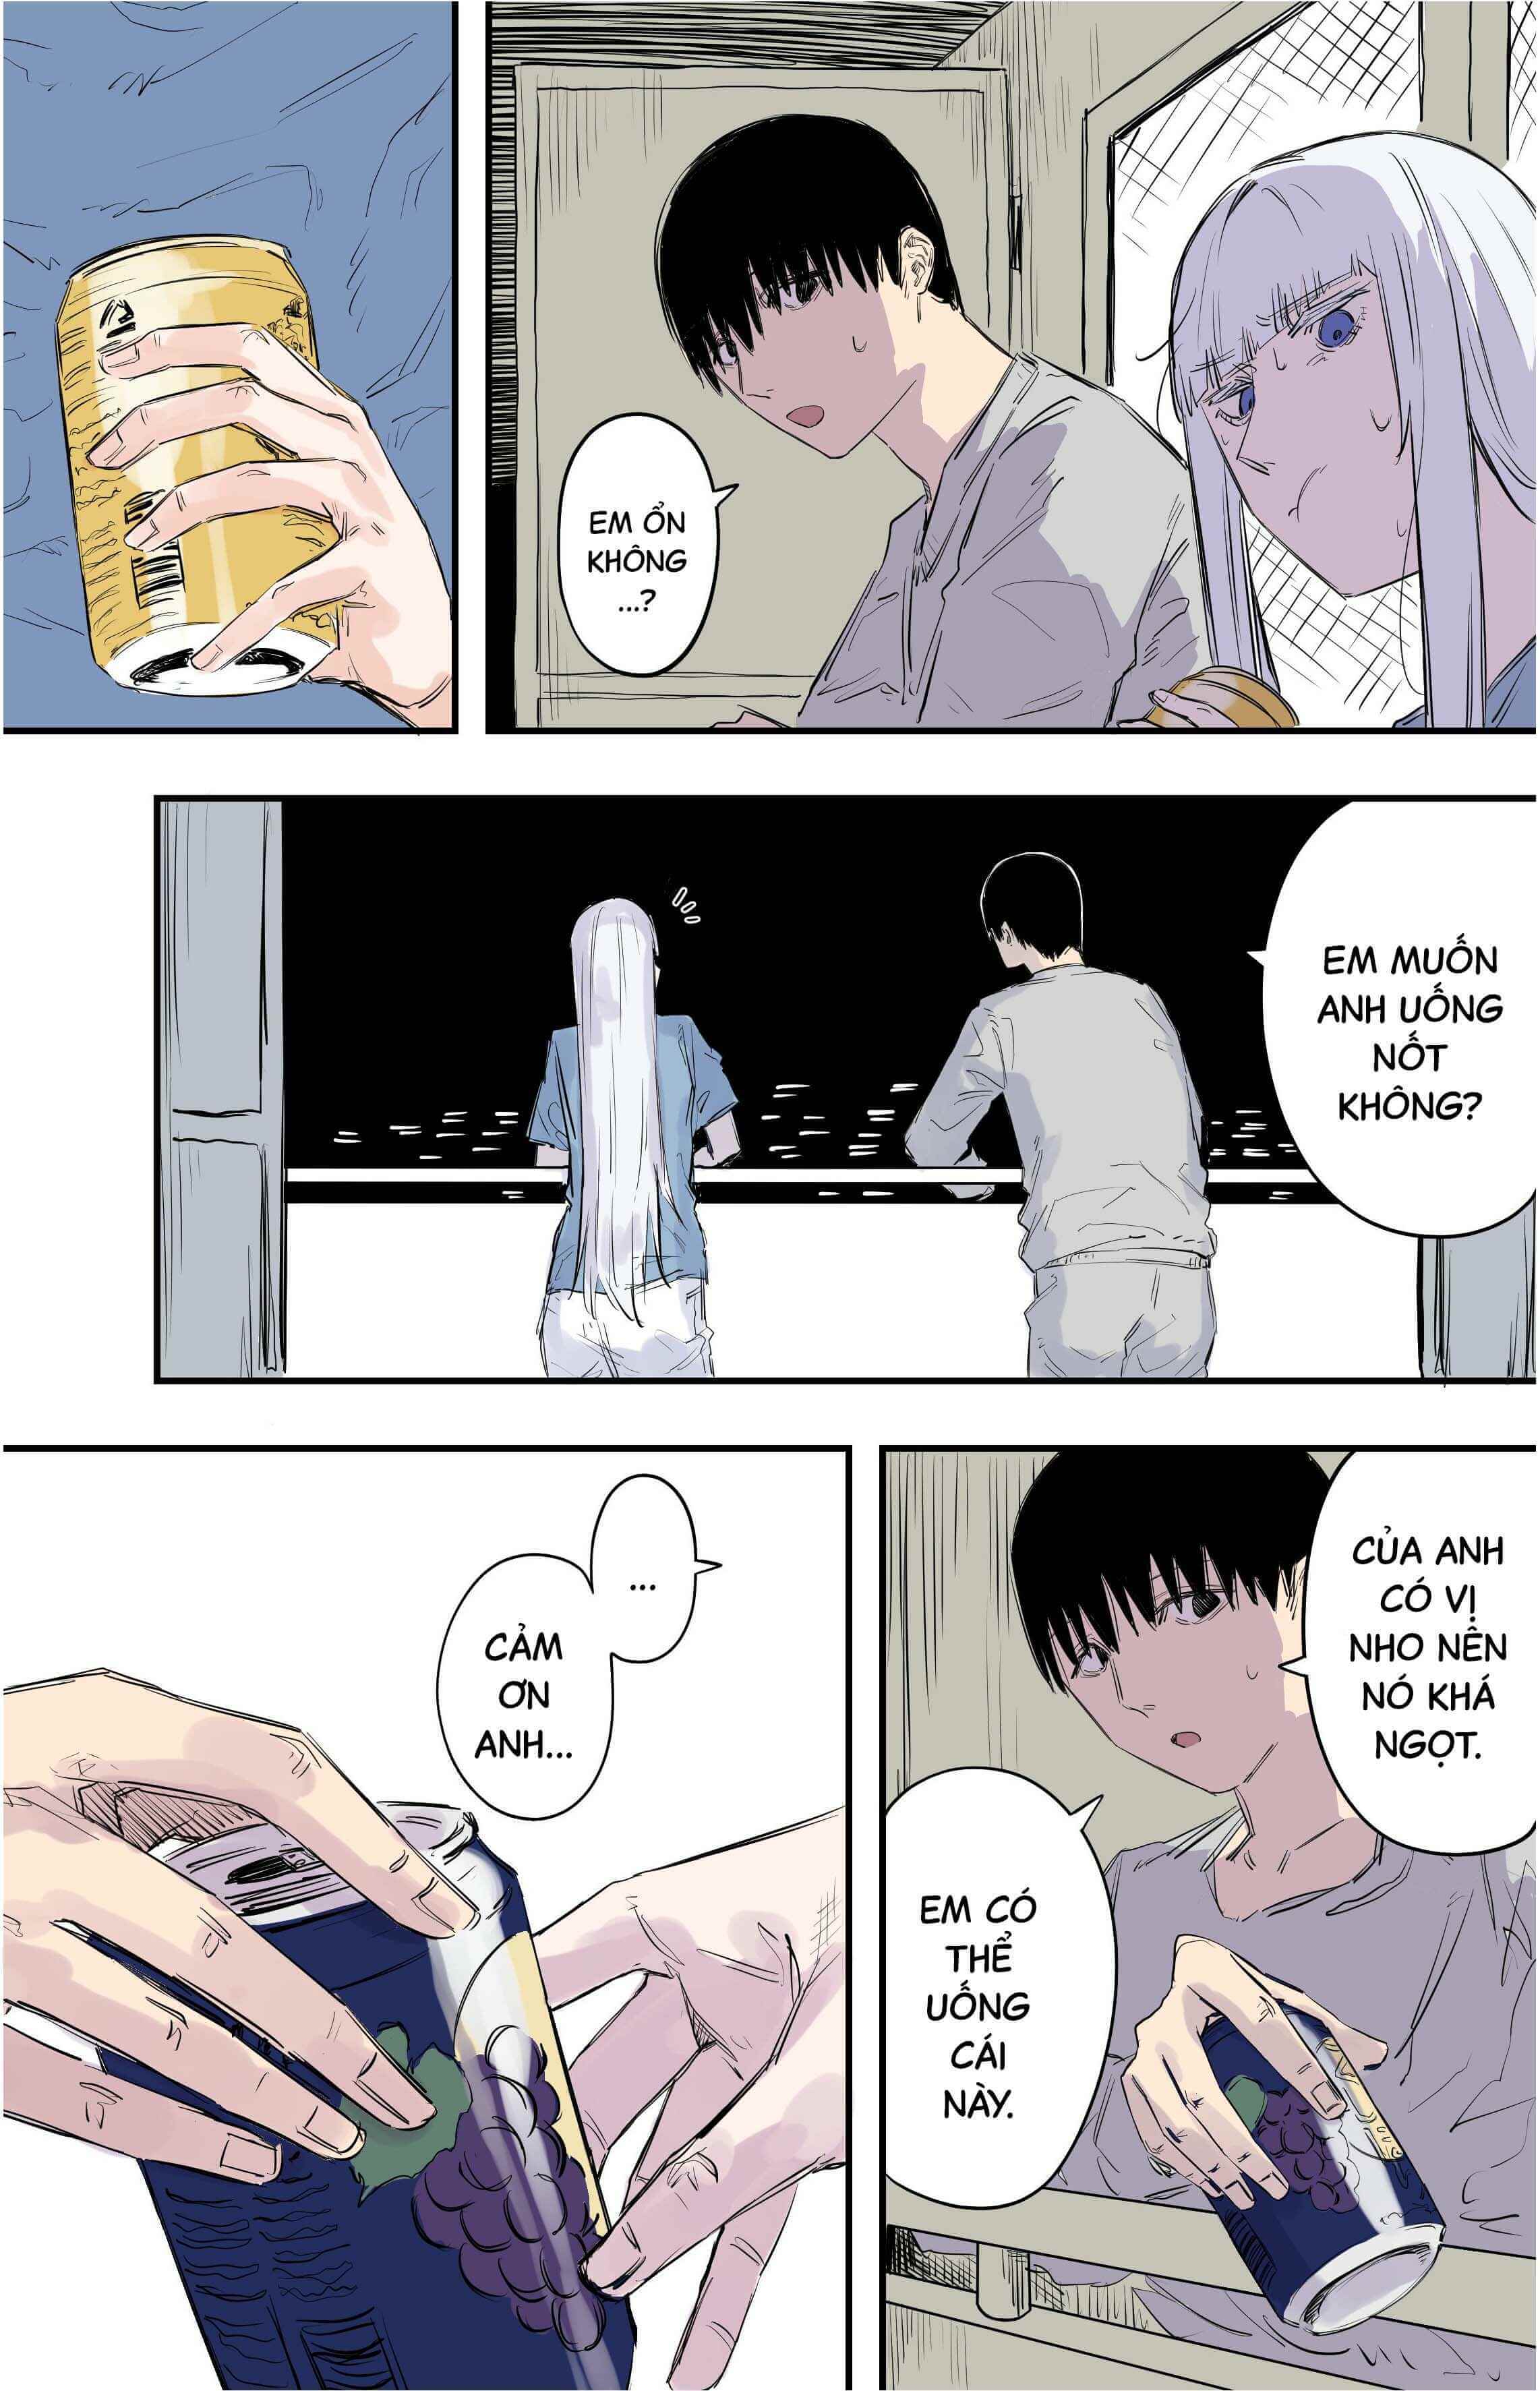 EM ỔN
KHÔNG
...?
EM MUỐN
ANH UỐNG
NỐT
KHÔNG?
CỦA ANH
CÓ VỊ
NHO NÊN
NÓ KHÁ
NGỌT.
EM CÓ
THỂ
UỐNG
CÁI
NÀY.
...
CẢM
ƠN
ANH...